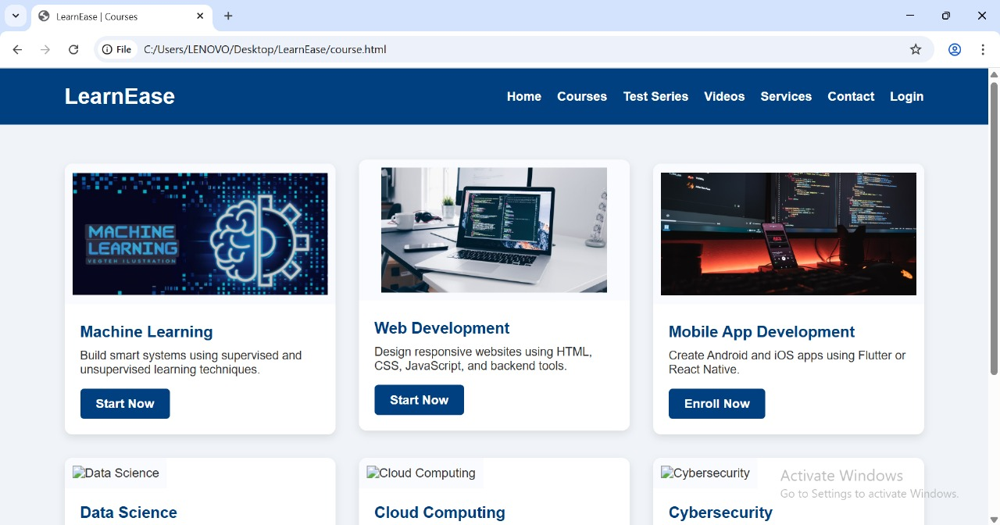 LearnEase | Courses
File
C:/Users/LENOVO/Desktop/LearnEase/course.html
LearnEase
Home Courses Test Series Videos Services Contact Login
MACHINE
LEARNING
VEGTEH ILUSTRATION
Machine Learning
Build smart systems using supervised and
unsupervised learning techniques.
Start Now
Web Development
Design responsive websites using HTML,
CSS, JavaScript, and backend tools.
Start Now
Mobile App Development
Create Android and iOS apps using Flutter or
React Native.
Enroll Now
Data Science
Data Science
Cloud Computing
Cloud Computing
Cybersecurity
Cybersecurity
Activate Windows
Go to Settings to activate Windows.